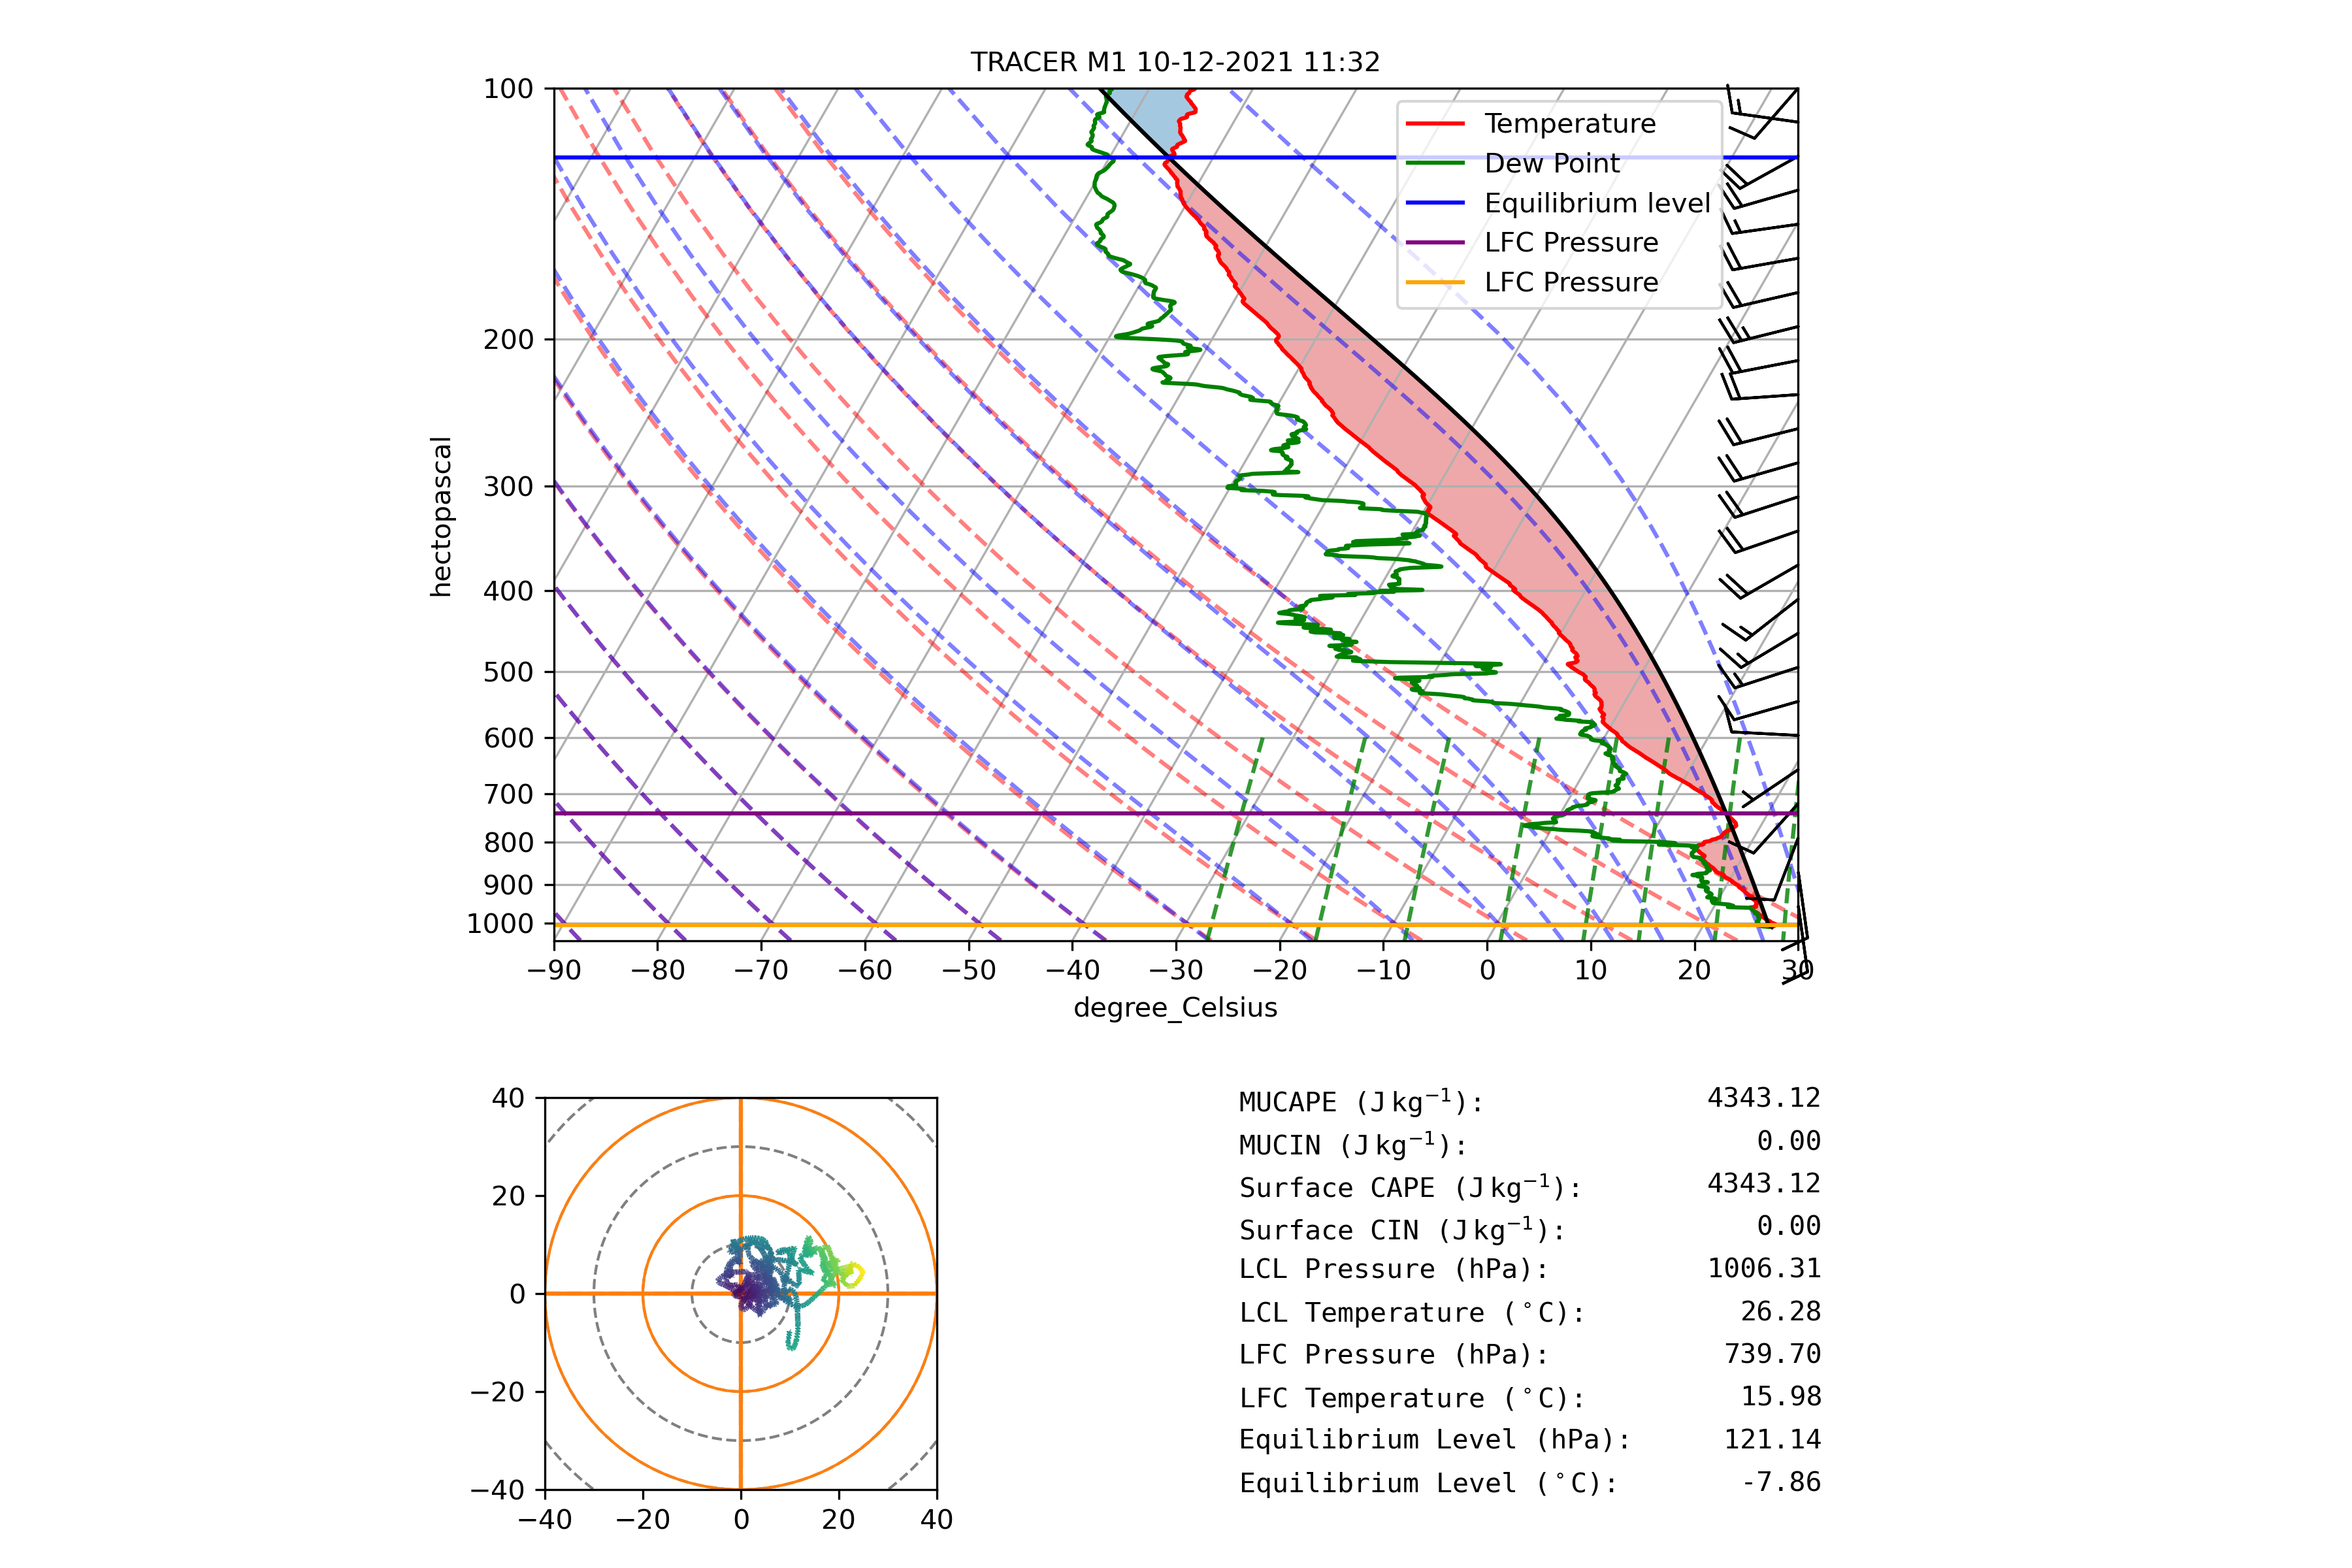 TRACER M1 10-12-2021 11:32
100
200
300
400
500
600
700
800
900
1000
hectopascal
−90 −80 −70 −60 −50 −40 −30 −20 −10 0 10 20 30
degree_Celsius
Temperature
Dew Point
Equilibrium level
LFC Pressure
LFC Pressure
40
20
0
−20
−40
−40 −20 0 20 40
MUCAPE (J kg⁻¹): 4343.12
MUCIN (J kg⁻¹): 0.00
Surface CAPE (J kg⁻¹): 4343.12
Surface CIN (J kg⁻¹): 0.00
LCL Pressure (hPa): 1006.31
LCL Temperature (°C): 26.28
LFC Pressure (hPa): 739.70
LFC Temperature (°C): 15.98
Equilibrium Level (hPa): 121.14
Equilibrium Level (°C): -7.86